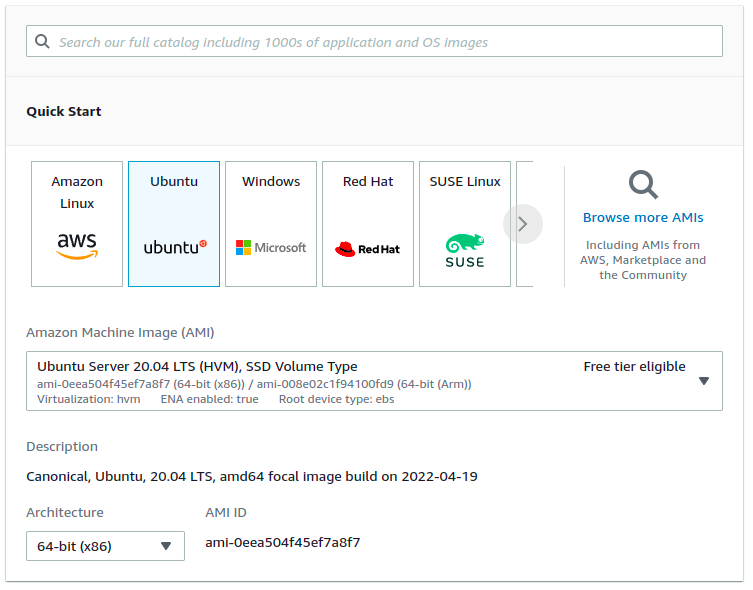 Search our full catalog including 1000s of application and OS images
Quick Start
Amazon
Linux
aws
Ubuntu
ubuntu
Windows
Microsoft
Red Hat
Red Hat
SUSE Linux
SUSE
Browse more AMIs
Including AMIs from
AWS, Marketplace and
the Community
Amazon Machine Image (AMI)
Ubuntu Server 20.04 LTS (HVM), SSD Volume Type
Free tier eligible
ami-0eea504f45ef7a8f7 (64-bit (x86)) / ami-008e02c1f94100fd9 (64-bit (Arm))
Virtualization: hvm ENA enabled: true Root device type: ebs
Description
Canonical, Ubuntu, 20.04 LTS, amd64 focal image build on 2022-04-19
Architecture
64-bit (x86)
AMI ID
ami-0eea504f45ef7a8f7